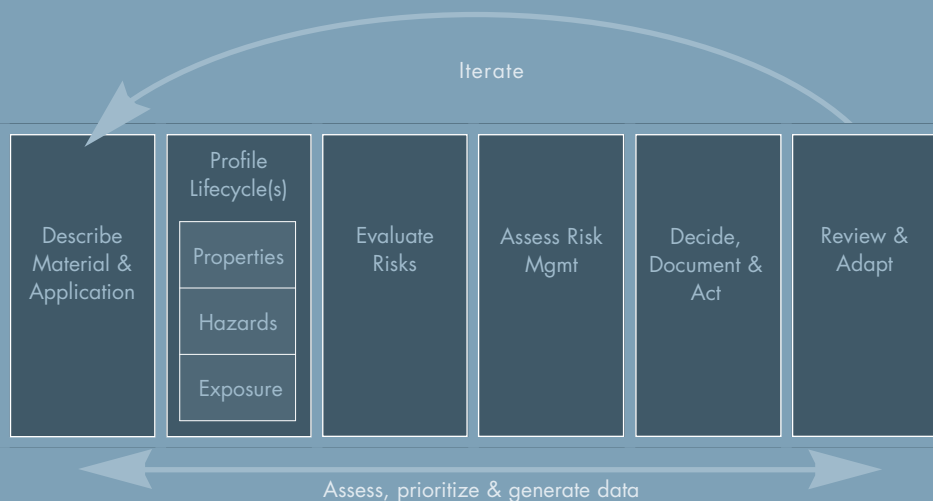 Iterate
Describe
Material &
Application
Profile
Lifecycle(s)
Properties
Hazards
Exposure
Evaluate
Risks
Assess Risk
Mgmt
Decide,
Document &
Act
Review &
Adapt
Assess, prioritize & generate data